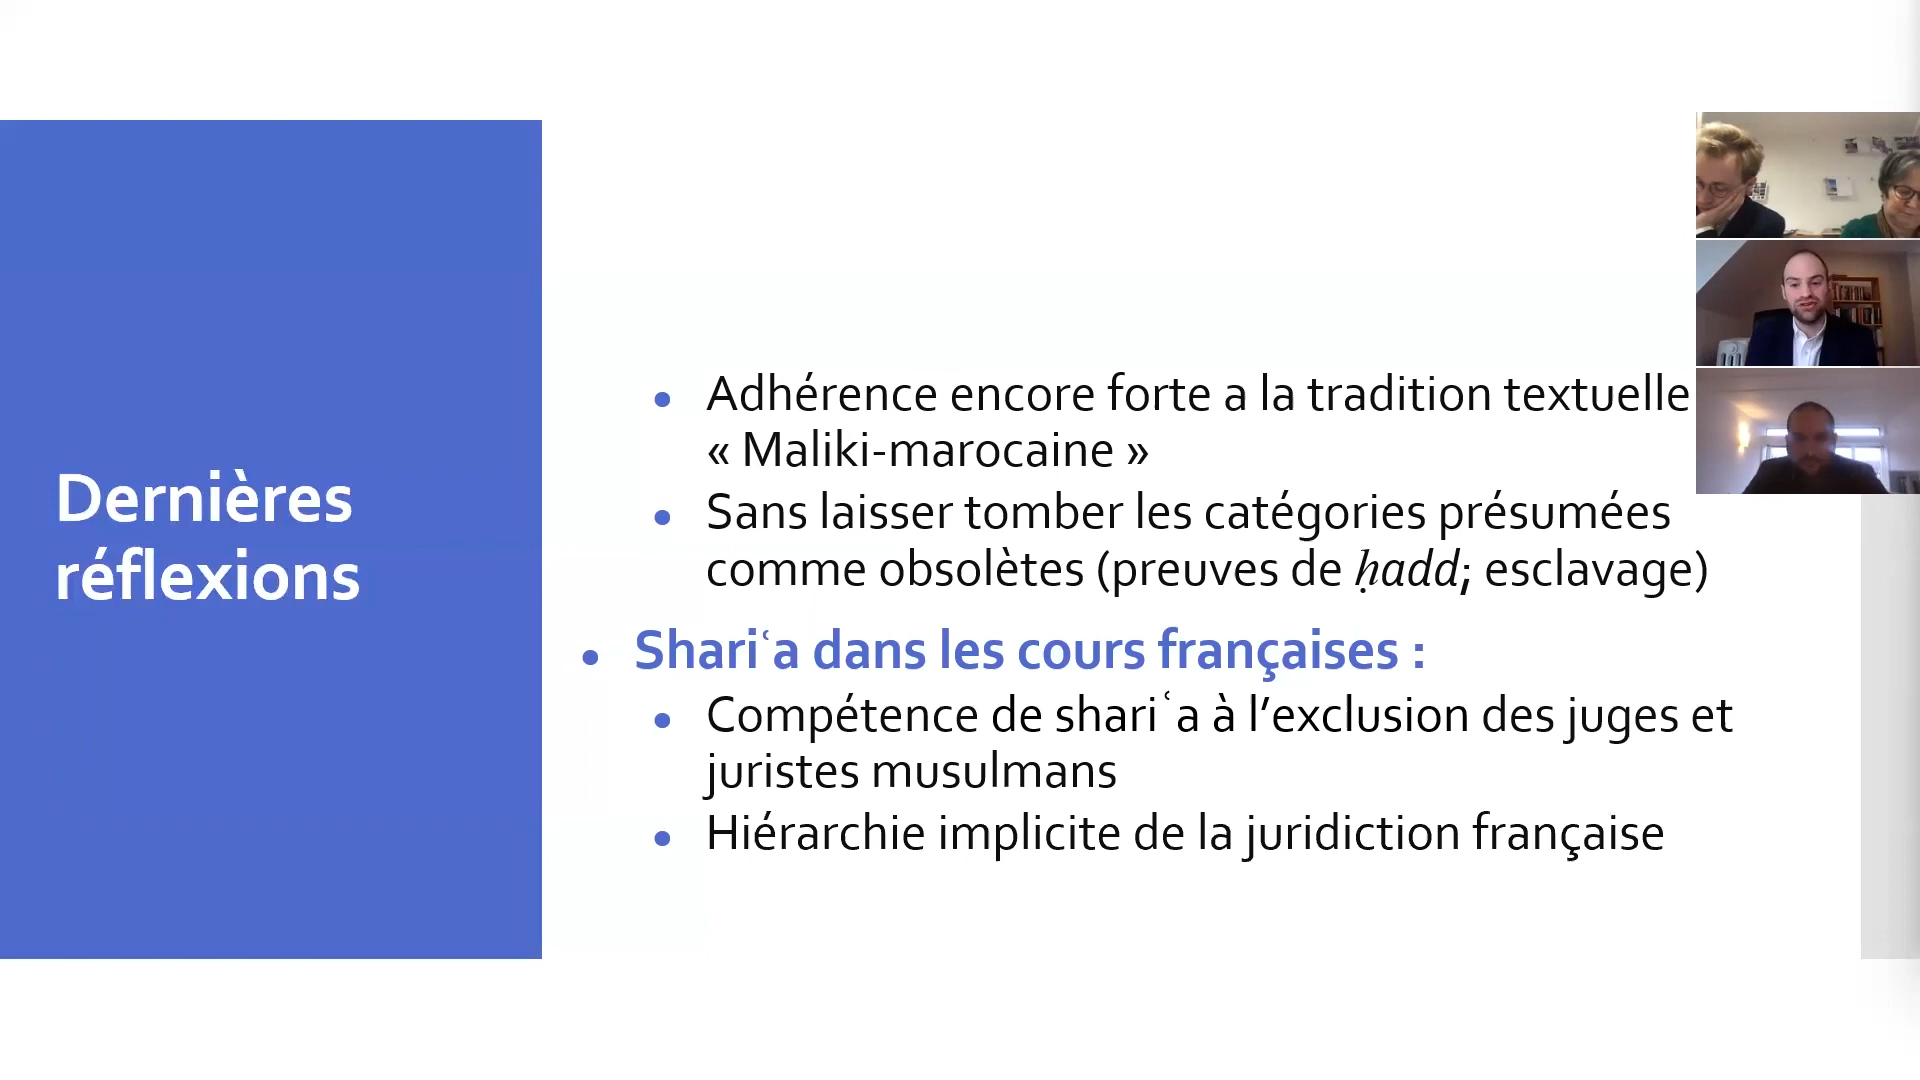 Dernières
réflexions
• Adhérence encore forte a la tradition textuelle
« Maliki-marocaine »
• Sans laisser tomber les catégories présumées
comme obsolètes (preuves de ḥadd; esclavage)
• Shariʿa dans les cours françaises :
• Compétence de shariʿa à l’exclusion des juges et
juristes musulmans
• Hiérarchie implicite de la juridiction française